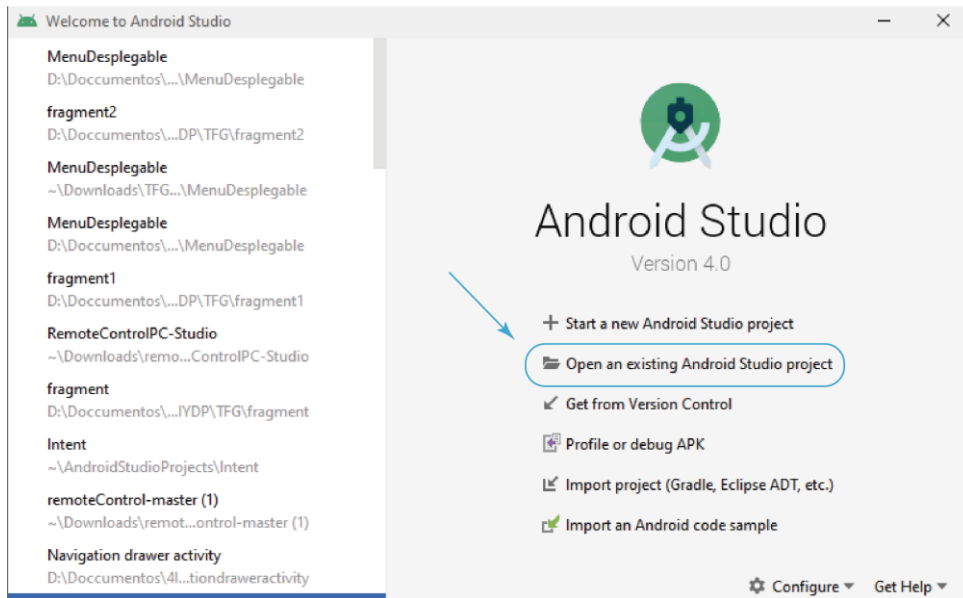 Welcome to Android Studio
MenuDesplegable
D:\Doccumentos\...\MenuDesplegable
fragment2
D:\Doccumentos\...DP\TFG\fragment2
MenuDesplegable
~\Downloads\TFG...\MenuDesplegable
MenuDesplegable
D:\Doccumentos\...\MenuDesplegable
fragment1
D:\Doccumentos\...DP\TFG\fragment1
RemoteControlPC-Studio
~\Downloads\remo...ControlPC-Studio
fragment
D:\Doccumentos\...IYDP\TFG\fragment
Intent
~\AndroidStudioProjects\Intent
remoteControl-master (1)
~\Downloads\remot...ontrol-master (1)
Navigation drawer activity
D:\Doccumentos\4I...tiondraweractivity
Android Studio
Version 4.0
Start a new Android Studio project
Open an existing Android Studio project
Get from Version Control
Profile or debug APK
Import project (Gradle, Eclipse ADT, etc.)
Import an Android code sample
Configure
Get Help